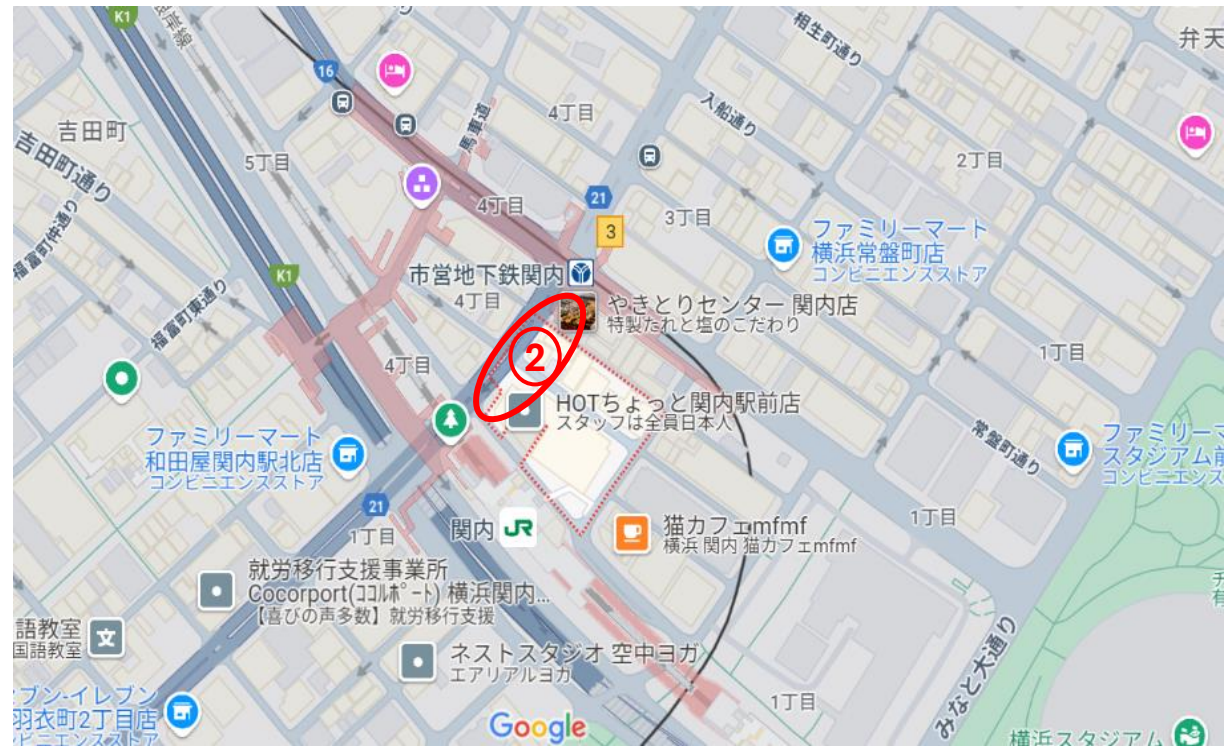 K1
16
相生町通り
弁天
吉田町
吉田町通り
5丁目
馬車道
4丁目
入船通り
2丁目
4丁目
21
3
3丁目
ファミリーマート
横浜常盤町店
コンビニエンスストア
福富町仲通り
福富町東通り
K1
市営地下鉄関内
4丁目
やきとりセンター 関内店
特製たれと塩のこだわり
②
4丁目
1丁目
HOTちょっと関内駅前店
スタッフは全員日本人
ファミリーマート
和田屋関内駅北店
コンビニエンスストア
常盤町通り
ファミリーマ
スタジアム前
コンビニエンス
21
1丁目
関内 JR
1丁目
猫カフェmfmf
横浜 関内 猫カフェmfmf
就労移行支援事業所
Cocorport(ココルポート) 横浜関内...
【喜びの声多数】就労移行支援
語教室
国語教室
文
ネストスタジオ 空中ヨガ
エアリアルヨガ
みなと大通り
ブン-イレブン
羽衣町2丁目店
ビニエンスストア
1丁目
Google
横浜スタジアム